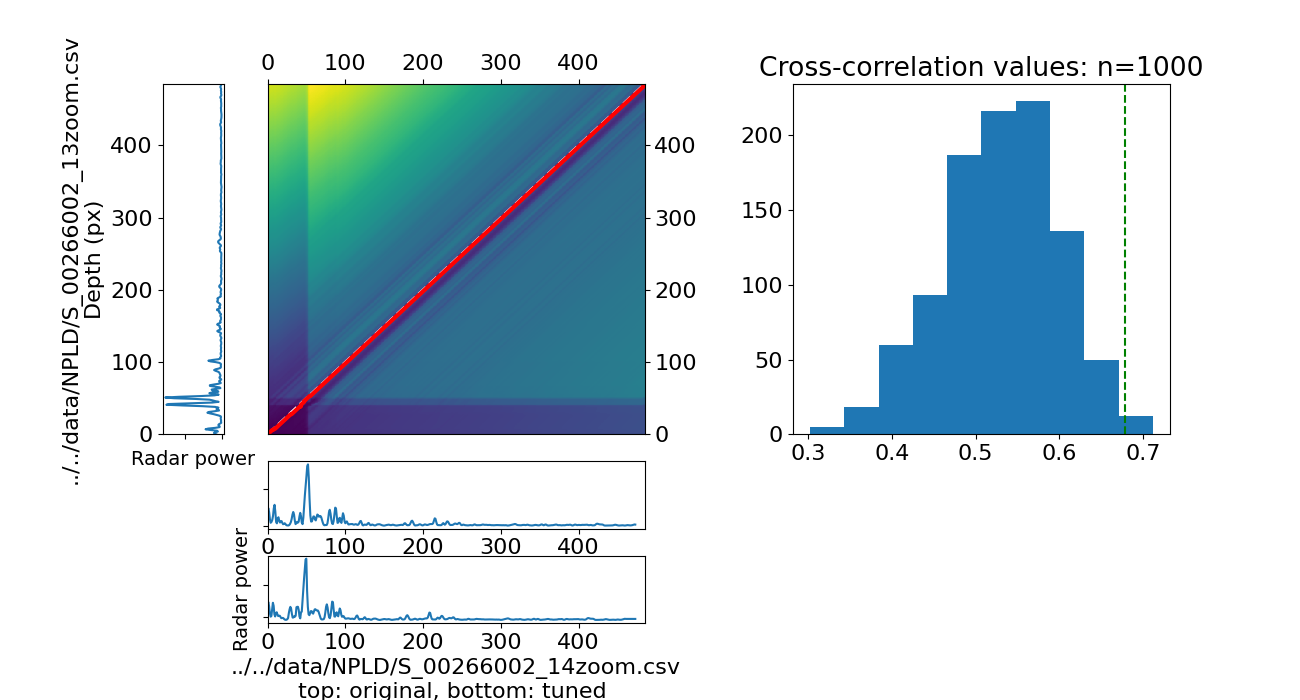 0 100 200 300 400
Cross-correlation values: n=1000
../../data/NPLD/S_00266002_13zoom.csv
Depth (px)
400
300
200
100
0
Radar power
400
300
200
100
0
200
150
100
50
0
0.3 0.4 0.5 0.6 0.7
0 100 200 300 400
Radar power
0 100 200 300 400
../../data/NPLD/S_00266002_14zoom.csv
top: original, bottom: tuned